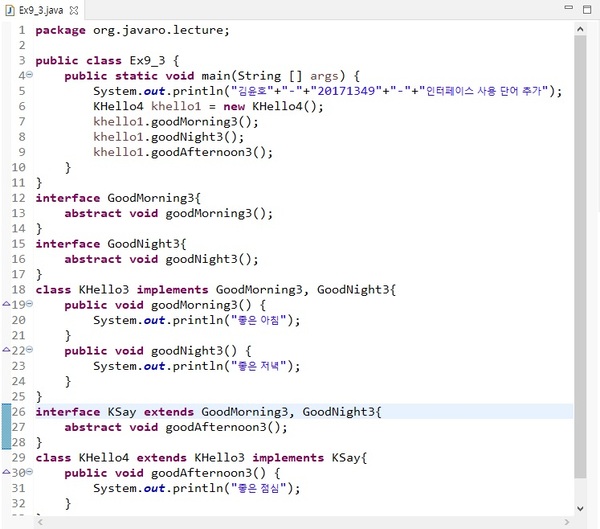 Ex9_3.java
1 package org.javaro.lecture;
2
3 public class Ex9_3 {
4 public static void main(String [] args) {
5 System.out.println("김윤호"+"-"+"20171349"+"-"+"인터페이스 사용 단어 추가");
6 KHello4 khello1 = new KHello4();
7 khello1.goodMorning3();
8 khello1.goodNight3();
9 khello1.goodAfternoon3();
10 }
11 }
12 interface GoodMorning3{
13 abstract void goodMorning3();
14 }
15 interface GoodNight3{
16 abstract void goodNight3();
17 }
18 class KHello3 implements GoodMorning3, GoodNight3{
19 public void goodMorning3() {
20 System.out.println("좋은 아침");
21 }
22 public void goodNight3() {
23 System.out.println("좋은 저녁");
24 }
25 }
26 interface KSay extends GoodMorning3, GoodNight3{
27 abstract void goodAfternoon3();
28 }
29 class KHello4 extends KHello3 implements KSay{
30 public void goodAfternoon3() {
31 System.out.println("좋은 점심");
32 }